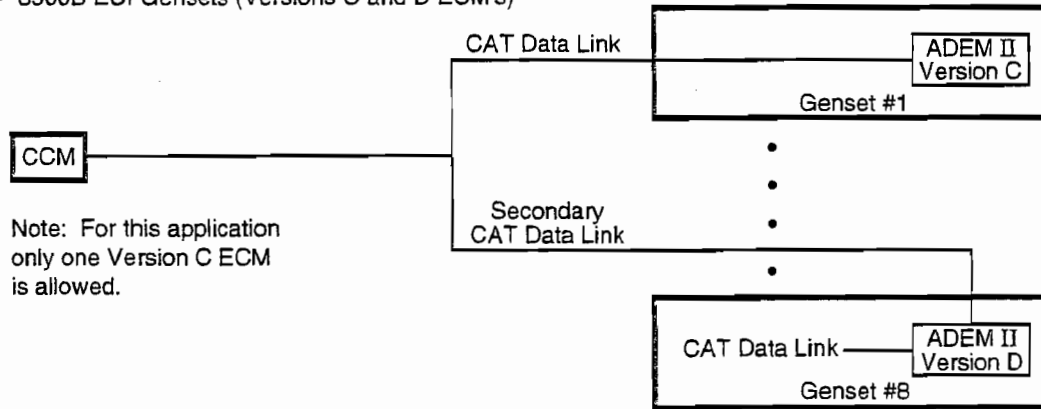 3500B EUI Gensets (Versions C and D ECM's)
CAT Data Link
ADEM II
Version C
Genset #1
CCM
Note: For this application
only one Version C ECM
is allowed.
Secondary
CAT Data Link
CAT Data Link
ADEM II
Version D
Genset #8